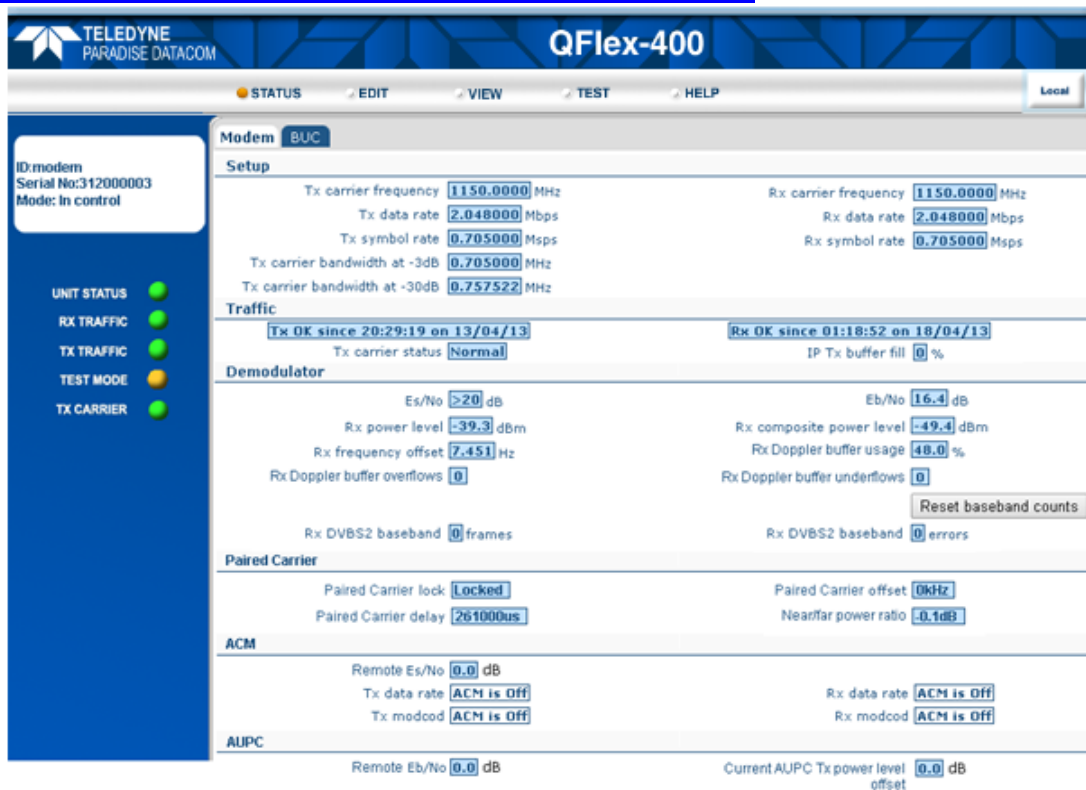 TELEDYNE
PARADISE DATACOM
QFlex-400
STATUS EDIT VIEW TEST HELP Local
ID:modem
Serial No:312000003
Mode: In control
UNIT STATUS
RX TRAFFIC
TX TRAFFIC
TEST MODE
TX CARRIER
Modem BUC
Setup
Tx carrier frequency 1150.0000 MHz Rx carrier frequency 1150.0000 MHz
Tx data rate 2.048000 Mbps Rx data rate 2.048000 Mbps
Tx symbol rate 0.705000 Msps Rx symbol rate 0.705000 Msps
Tx carrier bandwidth at -3dB 0.705000 MHz
Tx carrier bandwidth at -30dB 0.757522 MHz
Traffic
Tx OK since 20:29:19 on 13/04/13 Rx OK since 01:18:52 on 18/04/13
Tx carrier status Normal IP Tx buffer fill 0 %
Demodulator
Es/No >20 dB Eb/No 16.4 dB
Rx power level -39.3 dBm Rx composite power level -49.4 dBm
Rx frequency offset 7.451 Hz Rx Doppler buffer usage 48.0 %
Rx Doppler buffer overflows 0 Rx Doppler buffer underflows 0
Reset baseband counts
Rx DVBS2 baseband 0 frames Rx DVBS2 baseband 0 errors
Paired Carrier
Paired Carrier lock Locked Paired Carrier offset 0kHz
Paired Carrier delay 261000us Near/far power ratio -0.1dB
ACM
Remote Es/No 0.0 dB
Tx data rate ACM is Off Rx data rate ACM is Off
Tx modcod ACM is Off Rx modcod ACM is Off
AUPC
Remote Eb/No 0.0 dB Current AUPC Tx power level offset 0.0 dB